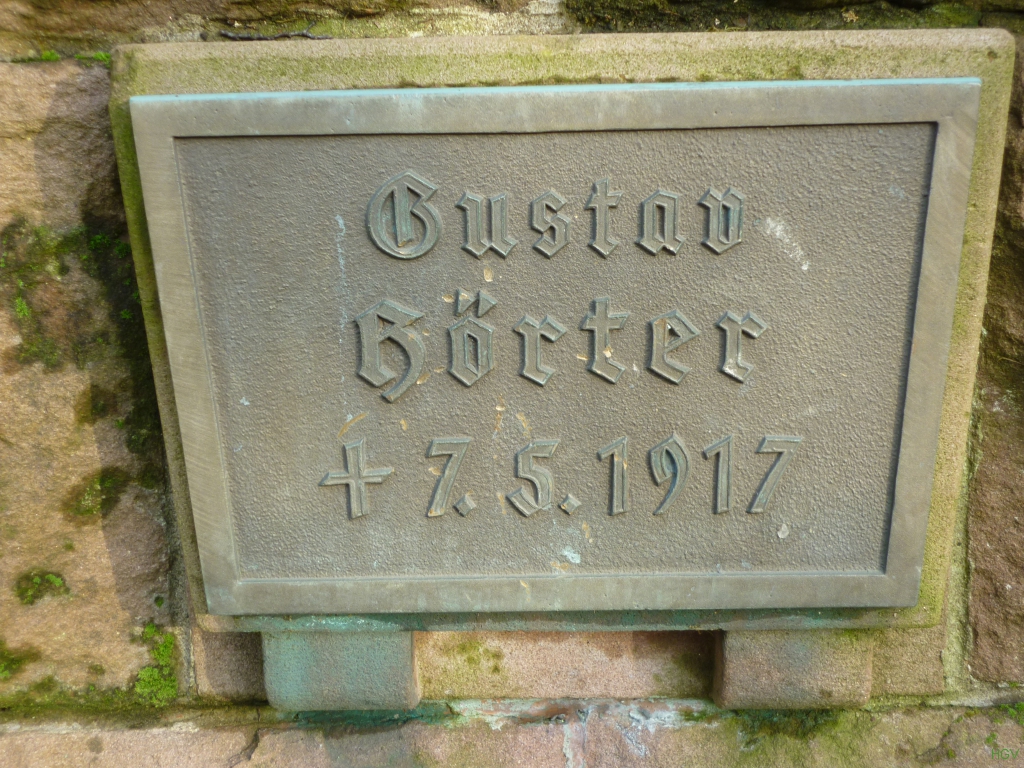 Gustav
Hörter
+ 7.5.1917